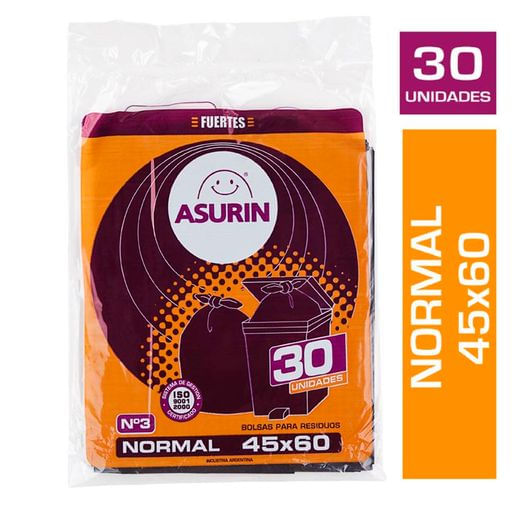 FUERTES
ASURIN
30
UNIDADES
SISTEMA DE GESTION
ISO
9001
2000
CERTIFICADO
Nº3
BOLSAS PARA RESIDUOS
NORMAL 45x60
INDUSTRIA ARGENTINA
30
UNIDADES
NORMAL
45x60